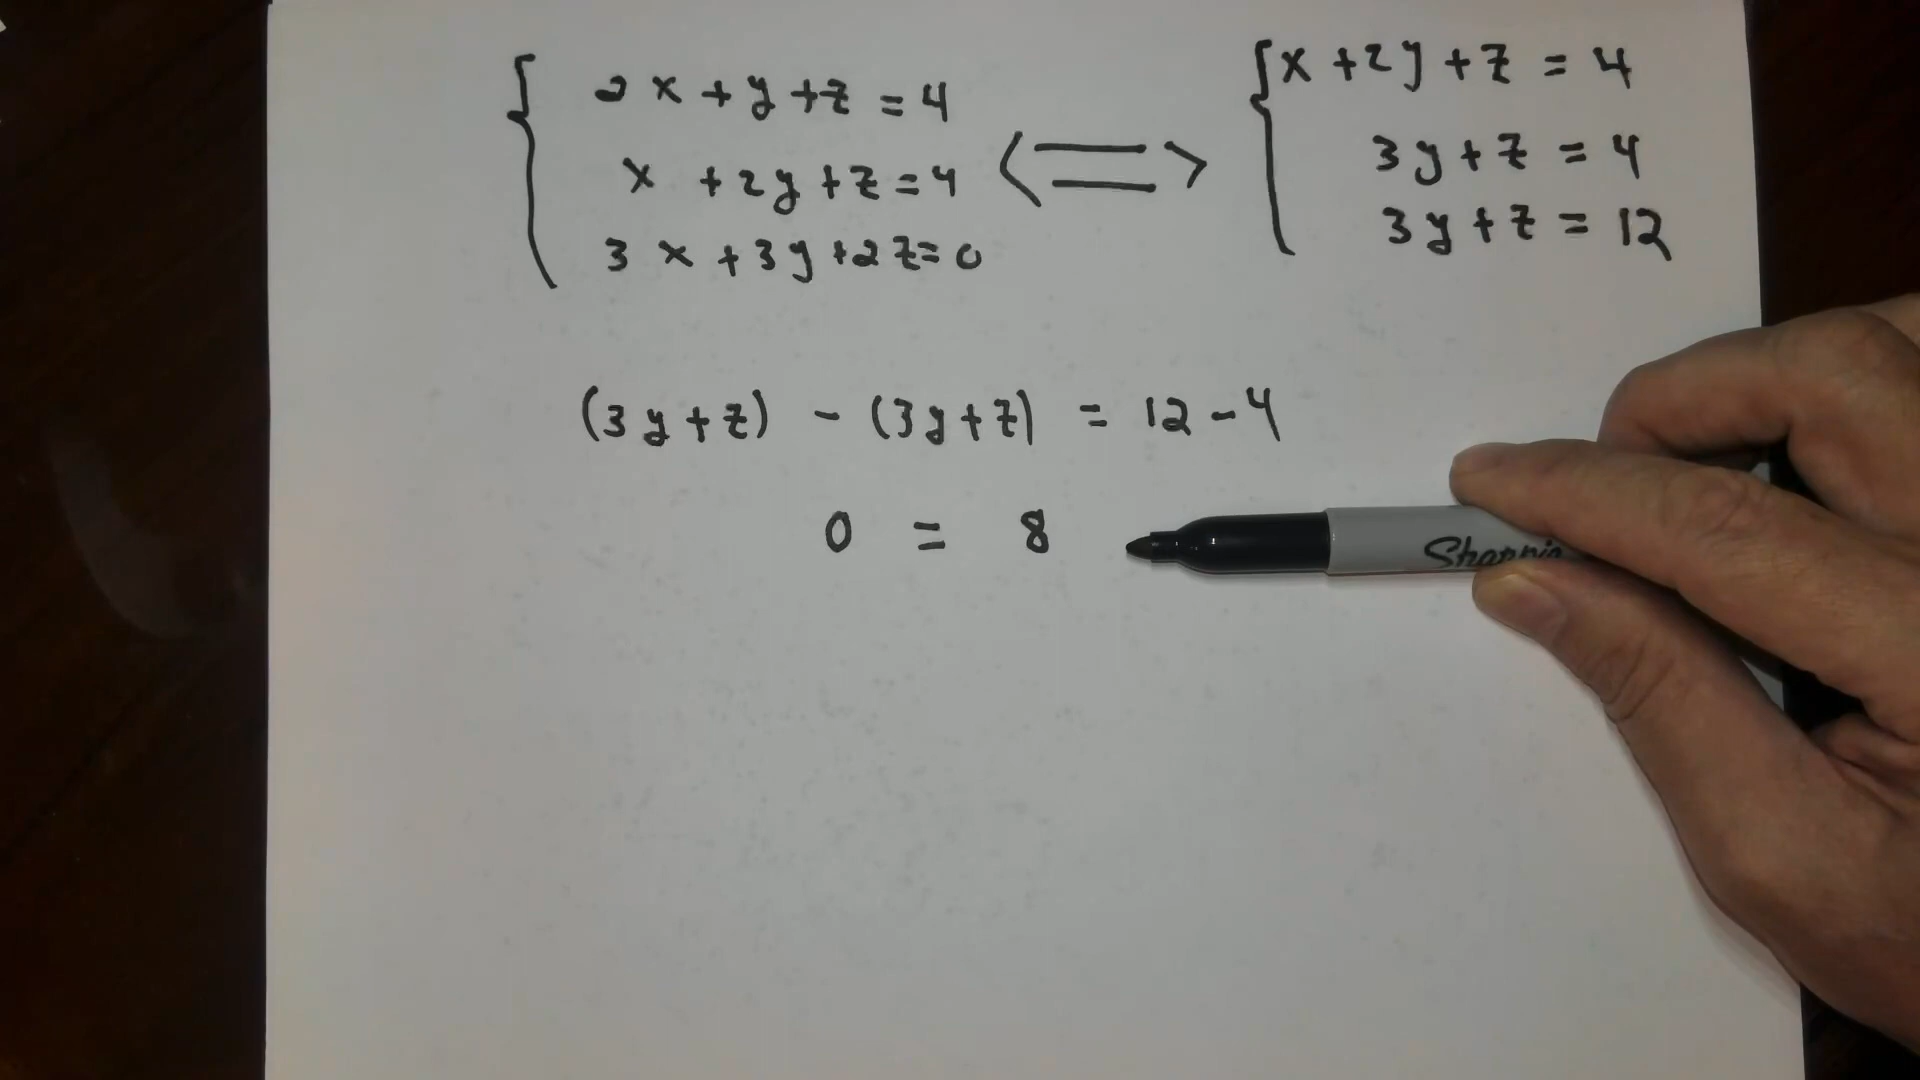 2x + y + z = 4
x + 2y + z = 4
3x + 3y + 2z = 0
<=>
x + 2y + z = 4
3y + z = 4
3y + z = 12
(3y + z) - (3y + z) = 12 - 4
0 = 8
Sharpie